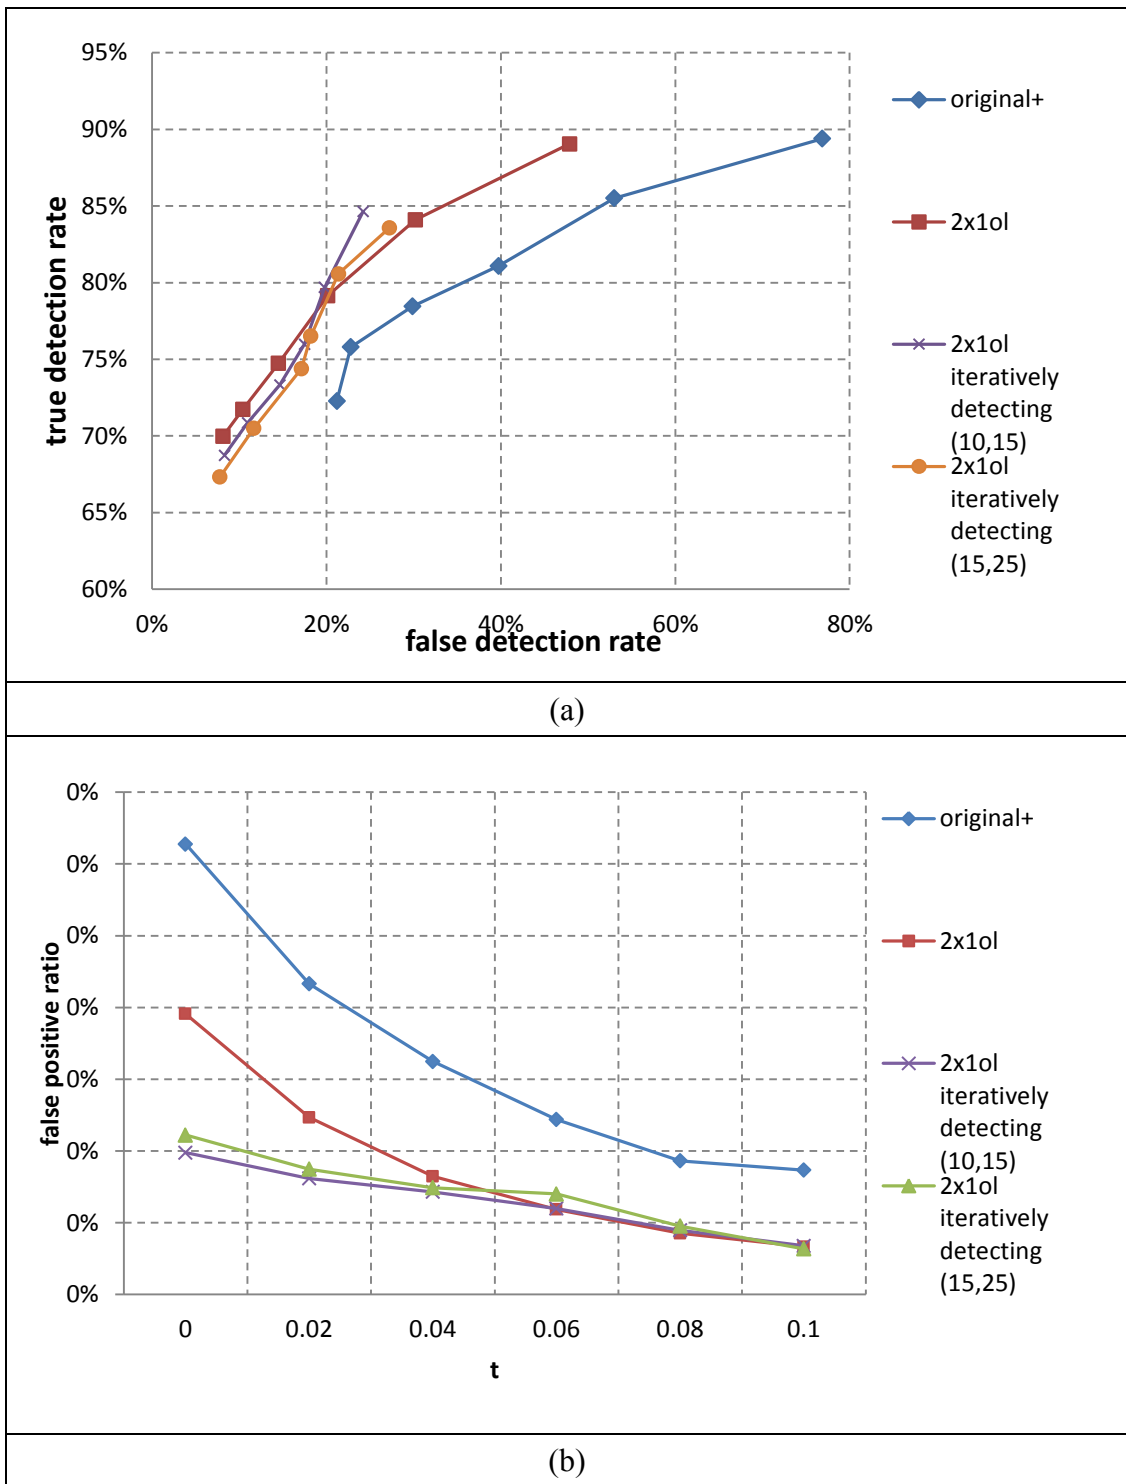 95%
90%
85%
80%
75%
70%
65%
60%
true detection rate
0%
20%
40%
60%
80%
false detection rate
original+
2x1ol
2x1ol
iteratively
detecting
(10,15)
2x1ol
iteratively
detecting
(15,25)
(a)
0%
0%
0%
0%
0%
0%
0%
0%
false positive ratio
0
0.02
0.04
0.06
0.08
0.1
t
original+
2x1ol
2x1ol
iteratively
detecting
(10,15)
2x1ol
iteratively
detecting
(15,25)
(b)